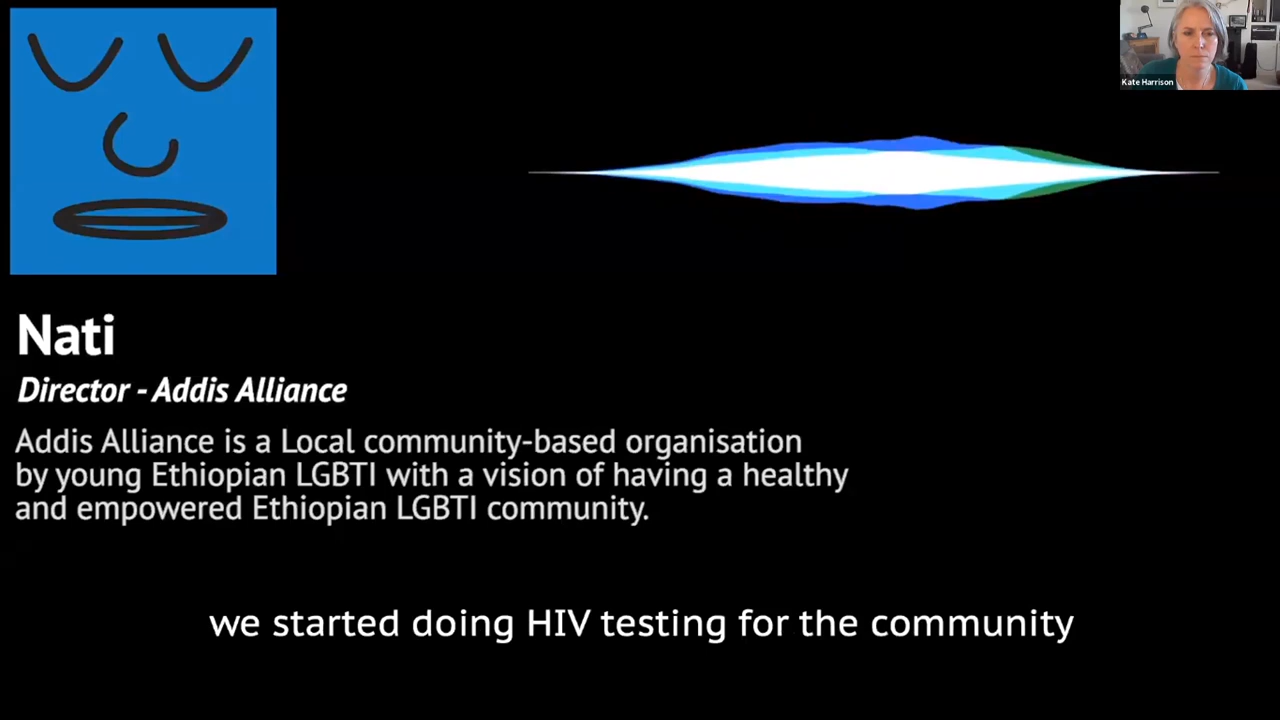 Kate Harrison
Nati
Director - Addis Alliance
Addis Alliance is a Local community-based organisation
by young Ethiopian LGBTI with a vision of having a healthy
and empowered Ethiopian LGBTI community.
we started doing HIV testing for the community